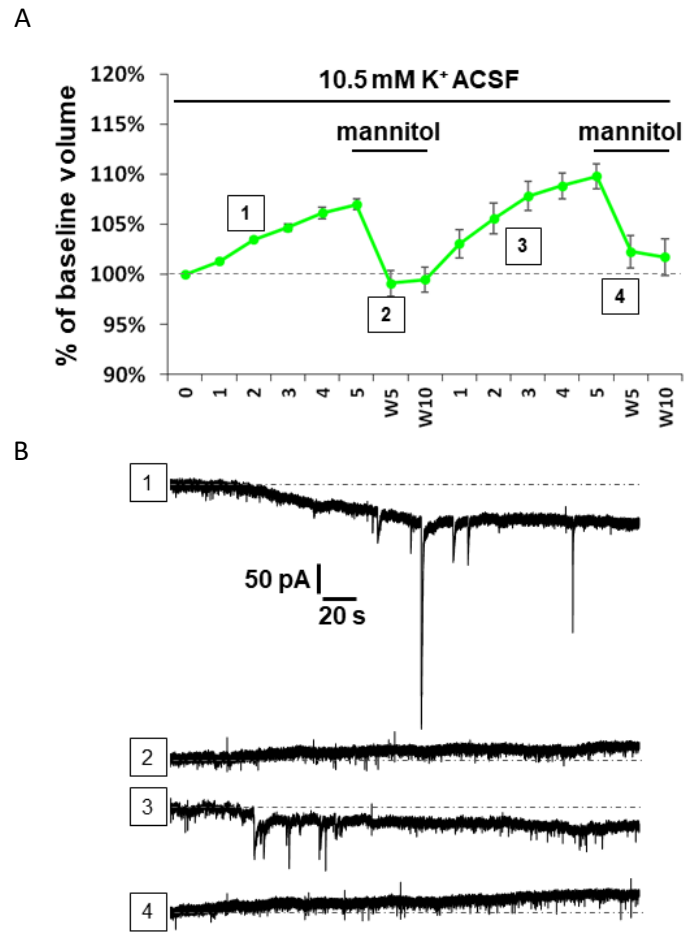 A
10.5 mM K⁺ ACSF
mannitol
mannitol
% of baseline volume
120%
115%
110%
105%
100%
95%
90%
1
2
3
4
0 1 2 3 4 5 W5 W10 1 2 3 4 5 W5 W10
B
1
50 pA
20 s
2
3
4